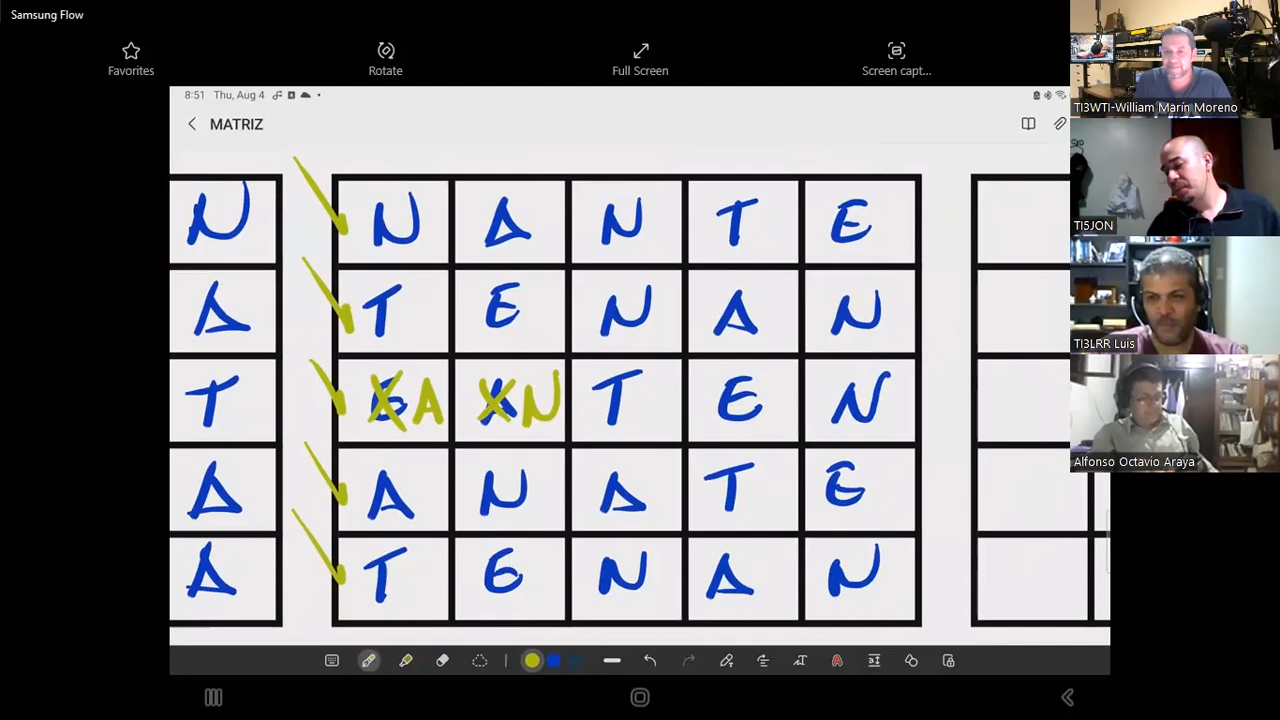 Samsung Flow
Favorites Rotate Full Screen Screen capt...
8:51 Thu, Aug 4
MATRIZ
N N A N T E
A T E N A N
T A N T E N
A A N A T E
A T E N A N
TI3WTI-William Marín Moreno
TI5JON
TI3LRR Luis
Alfonso Octavio Araya